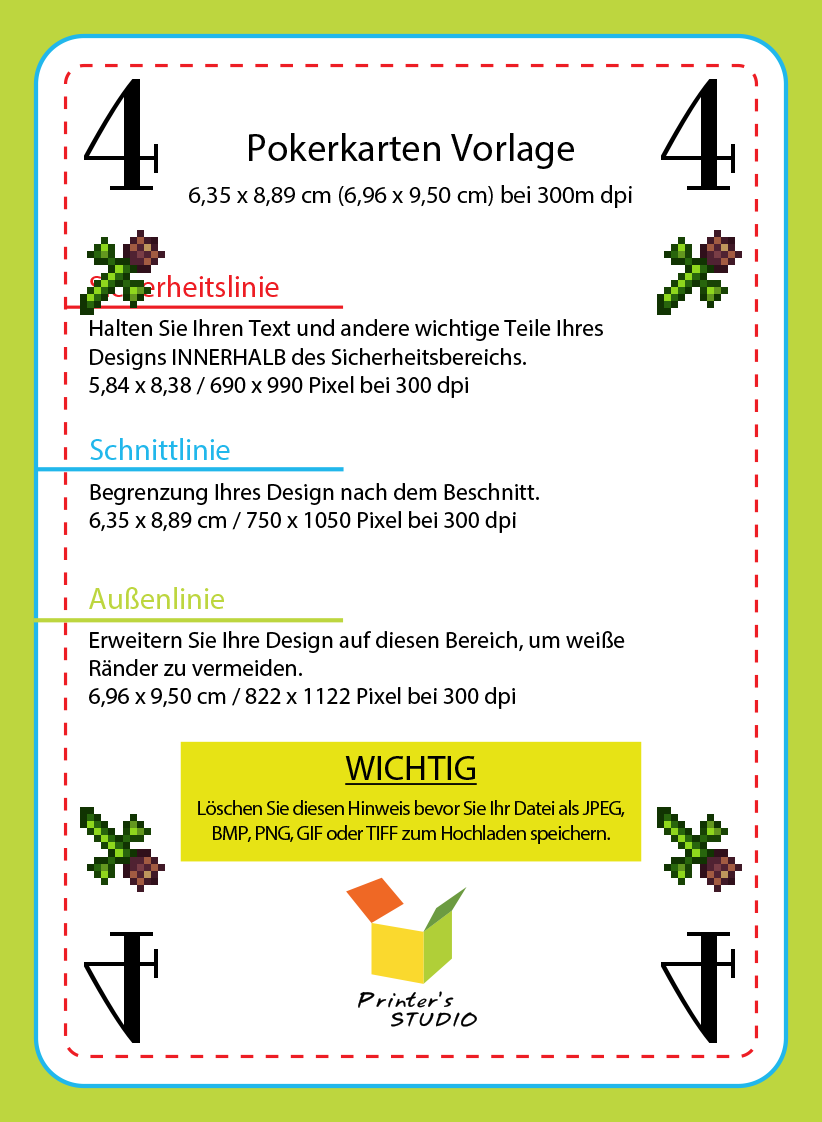 4 4
Pokerkarten Vorlage
6,35 x 8,89 cm (6,96 x 9,50 cm) bei 300m dpi
Sicherheitslinie
Halten Sie Ihren Text und andere wichtige Teile Ihres
Designs INNERHALB des Sicherheitsbereichs.
5,84 x 8,38 / 690 x 990 Pixel bei 300 dpi
Schnittlinie
Begrenzung Ihres Design nach dem Beschnitt.
6,35 x 8,89 cm / 750 x 1050 Pixel bei 300 dpi
Außenlinie
Erweitern Sie Ihre Design auf diesen Bereich, um weiße
Ränder zu vermeiden.
6,96 x 9,50 cm / 822 x 1122 Pixel bei 300 dpi
WICHTIG
Löschen Sie diesen Hinweis bevor Sie Ihr Datei als JPEG,
BMP, PNG, GIF oder TIFF zum Hochladen speichern.
Printer's
STUDIO
4 4